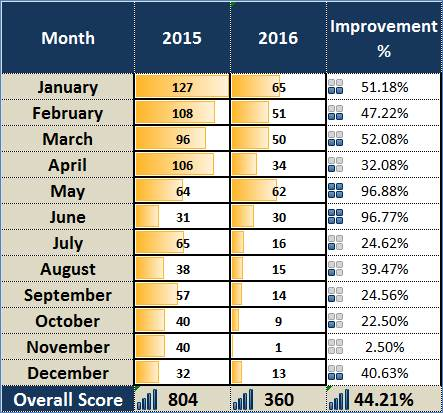 Month 2015 2016 Improvement %
January 127 65 51.18%
February 108 51 47.22%
March 96 50 52.08%
April 106 34 32.08%
May 64 62 96.88%
June 31 30 96.77%
July 65 16 24.62%
August 38 15 39.47%
September 57 14 24.56%
October 40 9 22.50%
November 40 1 2.50%
December 32 13 40.63%
Overall Score 804 360 44.21%